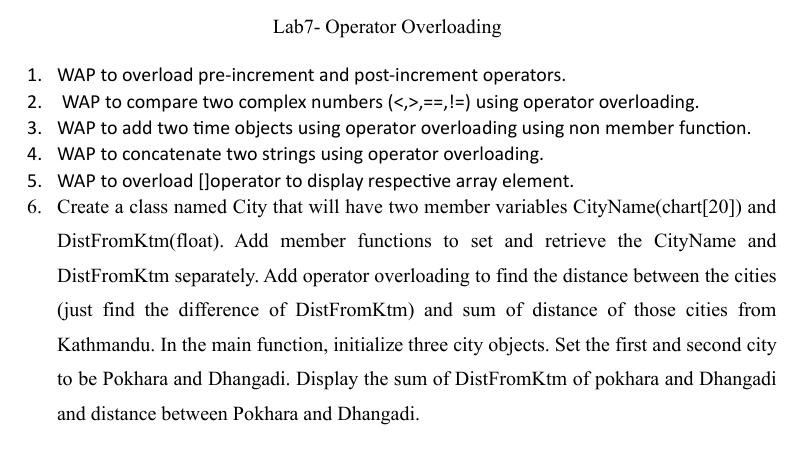 Lab7- Operator Overloading
1. WAP to overload pre-increment and post-increment operators.
2. WAP to compare two complex numbers (<,>,==,!=) using operator overloading.
3. WAP to add two time objects using operator overloading using non member function.
4. WAP to concatenate two strings using operator overloading.
5. WAP to overload []operator to display respective array element.
6. Create a class named City that will have two member variables CityName(chart[20]) and
DistFromKtm(float). Add member functions to set and retrieve the CityName and
DistFromKtm separately. Add operator overloading to find the distance between the cities
(just find the difference of DistFromKtm) and sum of distance of those cities from
Kathmandu. In the main function, initialize three city objects. Set the first and second city
to be Pokhara and Dhangadi. Display the sum of DistFromKtm of pokhara and Dhangadi
and distance between Pokhara and Dhangadi.